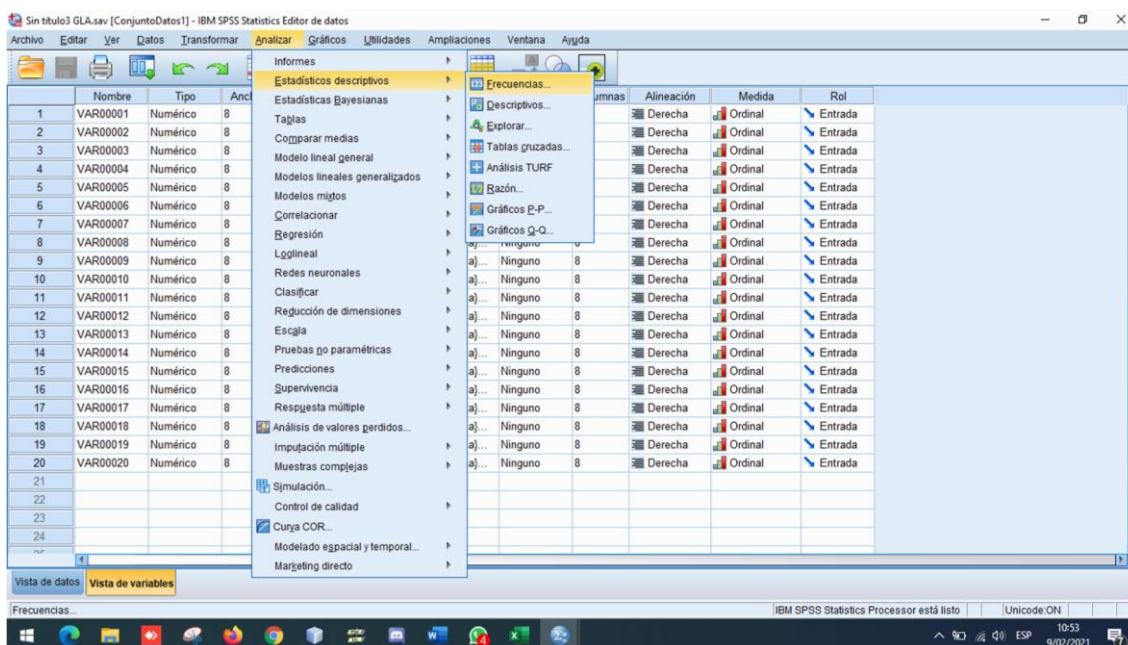 Sin título3 GLA.sav [ConjuntoDatos1] - IBM SPSS Statistics Editor de datos
Archivo Editar Ver Datos Transformar Analizar Gráficos Utilidades Ampliaciones Ventana Ayuda
Informes
Estadísticos descriptivos
Estadísticas Bayesianas
Tablas
Comparar medias
Modelo lineal general
Modelos lineales generalizados
Modelos mixtos
Correlacionar
Regresión
Loglineal
Redes neuronales
Clasificar
Reducción de dimensiones
Escala
Pruebas no paramétricas
Predicciones
Supervivencia
Respuesta múltiple
Análisis de valores perdidos...
Imputación múltiple
Muestras complejas
Simulación...
Control de calidad
Curva COR...
Modelado espacial y temporal...
Marketing directo
Frecuencias...
Descriptivos...
Explorar...
Tablas cruzadas...
Análisis TURF
Razón...
Gráficos P-P...
Gráficos Q-Q...
Nombre Tipo Anch umnas Alineación Medida Rol
1 VAR00001 Numérico 8 Derecha Ordinal Entrada
2 VAR00002 Numérico 8 Derecha Ordinal Entrada
3 VAR00003 Numérico 8 Derecha Ordinal Entrada
4 VAR00004 Numérico 8 Derecha Ordinal Entrada
5 VAR00005 Numérico 8 Derecha Ordinal Entrada
6 VAR00006 Numérico 8 Derecha Ordinal Entrada
7 VAR00007 Numérico 8 Derecha Ordinal Entrada
8 VAR00008 Numérico 8 a}... Ninguno 8 Derecha Ordinal Entrada
9 VAR00009 Numérico 8 a}... Ninguno 8 Derecha Ordinal Entrada
10 VAR00010 Numérico 8 a}... Ninguno 8 Derecha Ordinal Entrada
11 VAR00011 Numérico 8 a}... Ninguno 8 Derecha Ordinal Entrada
12 VAR00012 Numérico 8 a}... Ninguno 8 Derecha Ordinal Entrada
13 VAR00013 Numérico 8 a}... Ninguno 8 Derecha Ordinal Entrada
14 VAR00014 Numérico 8 a}... Ninguno 8 Derecha Ordinal Entrada
15 VAR00015 Numérico 8 a}... Ninguno 8 Derecha Ordinal Entrada
16 VAR00016 Numérico 8 a}... Ninguno 8 Derecha Ordinal Entrada
17 VAR00017 Numérico 8 a}... Ninguno 8 Derecha Ordinal Entrada
18 VAR00018 Numérico 8 a}... Ninguno 8 Derecha Ordinal Entrada
19 VAR00019 Numérico 8 a}... Ninguno 8 Derecha Ordinal Entrada
20 VAR00020 Numérico 8 a}... Ninguno 8 Derecha Ordinal Entrada
21
22
23
24
Vista de datos Vista de variables
Frecuencias... IBM SPSS Statistics Processor está listo Unicode:ON
ESP 10:53
9/02/2021